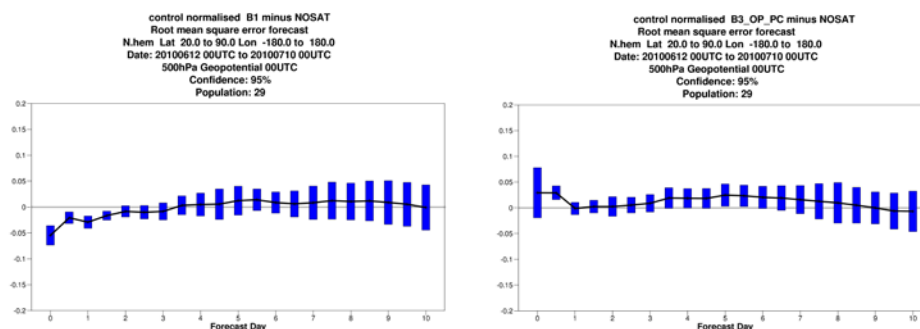 control normalised B1 minus NOSAT
Root mean square error forecast
N.hem Lat 20.0 to 90.0 Lon -180.0 to 180.0
Date: 20100612 00UTC to 20100710 00UTC
500hPa Geopotential 00UTC
Confidence: 95%
Population: 29
0.2
0.15
0.1
0.05
0
-0.05
-0.1
-0.15
-0.2
0 1 2 3 4 5 6 7 8 9 10
Forecast Day
control normalised B3_OP_PC minus NOSAT
Root mean square error forecast
N.hem Lat 20.0 to 90.0 Lon -180.0 to 180.0
Date: 20100612 00UTC to 20100710 00UTC
500hPa Geopotential 00UTC
Confidence: 95%
Population: 29
0.2
0.15
0.1
0.05
0
-0.05
-0.1
-0.15
-0.2
0 1 2 3 4 5 6 7 8 9 10
Forecast Day